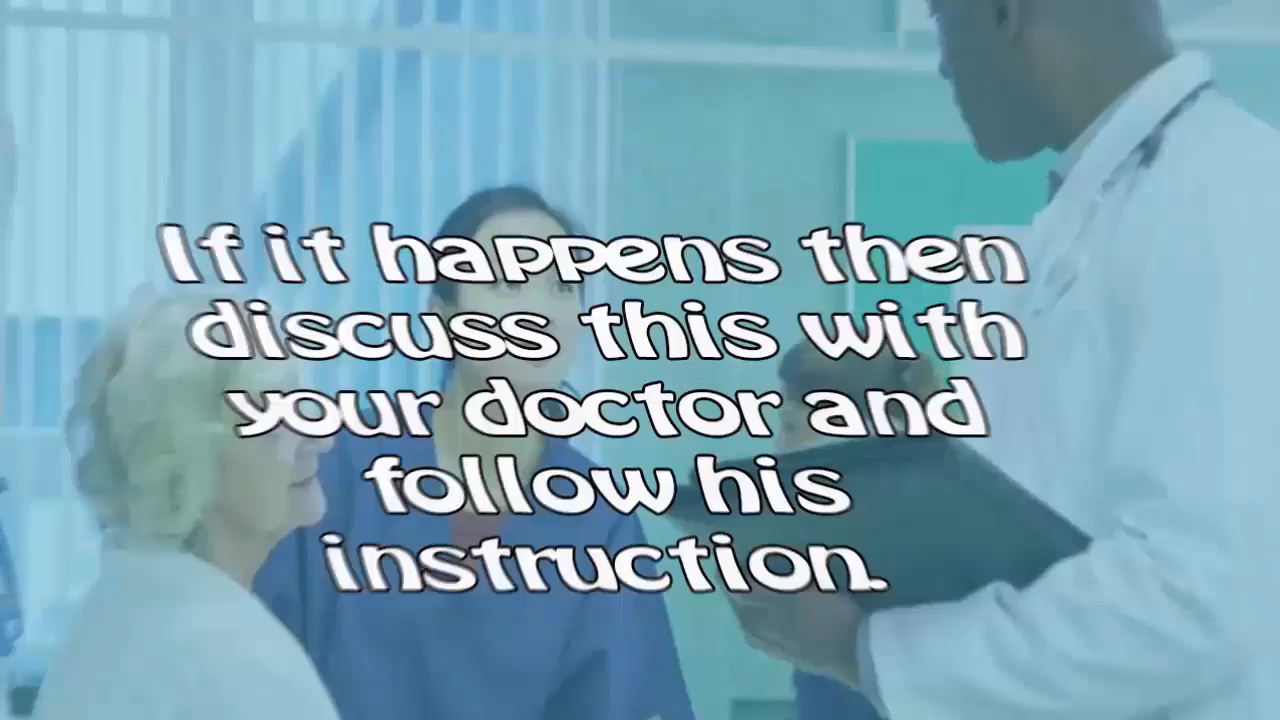 If it happens then
discuss this with
your doctor and
follow his
instruction.